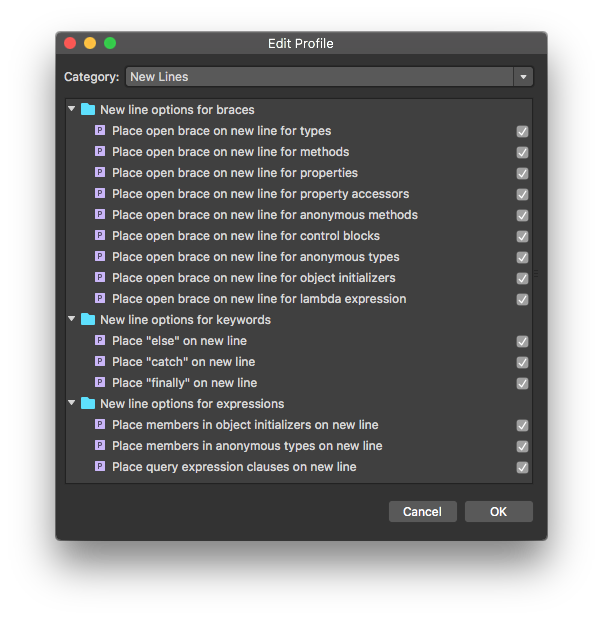 Edit Profile
Category: New Lines
New line options for braces
P Place open brace on new line for types
P Place open brace on new line for methods
P Place open brace on new line for properties
P Place open brace on new line for property accessors
P Place open brace on new line for anonymous methods
P Place open brace on new line for control blocks
P Place open brace on new line for anonymous types
P Place open brace on new line for object initializers
P Place open brace on new line for lambda expression
New line options for keywords
P Place "else" on new line
P Place "catch" on new line
P Place "finally" on new line
New line options for expressions
P Place members in object initializers on new line
P Place members in anonymous types on new line
P Place query expression clauses on new line
Cancel OK